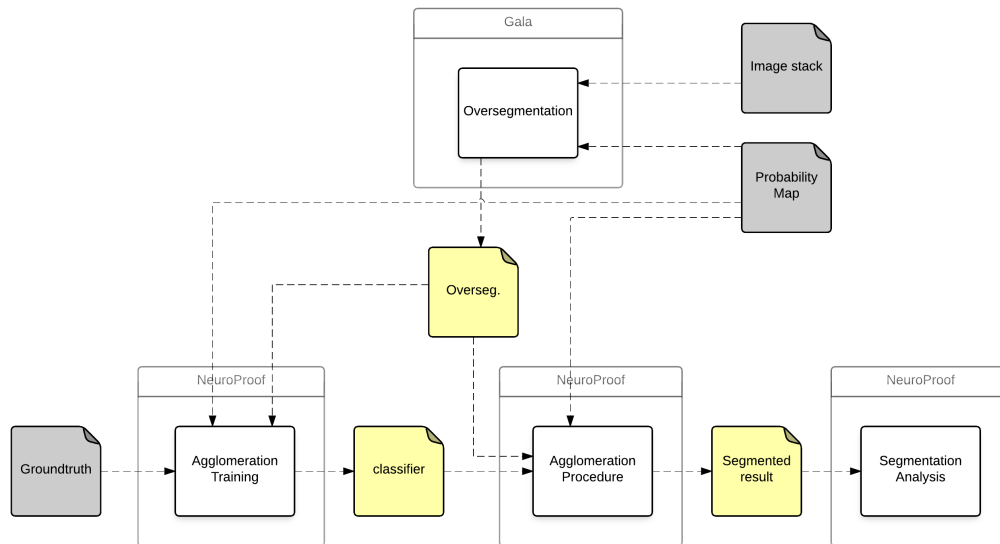 Gala
Image stack
Oversegmentation
Probability
Map
Overseg.
NeuroProof
NeuroProof
NeuroProof
Groundtruth
Agglomeration
Training
classifier
Agglomeration
Procedure
Segmented
result
Segmentation
Analysis